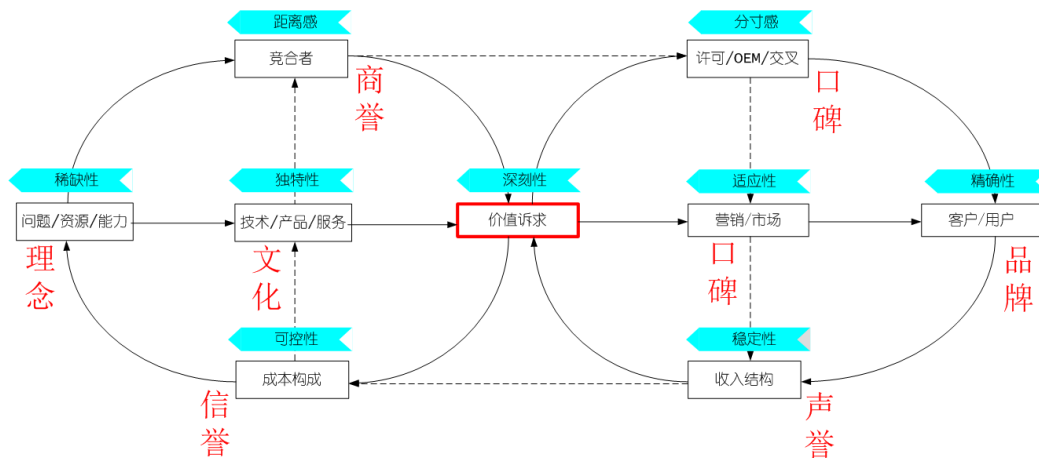 距离感
分寸感
竞合者
许可/OEM/交叉
商誉
口碑
稀缺性
独特性
深刻性
适应性
精确性
问题/资源/能力
技术/产品/服务
价值诉求
营销/市场
客户/用户
理念
文化
口碑
品牌
可控性
稳定性
成本构成
收入结构
信誉
声誉